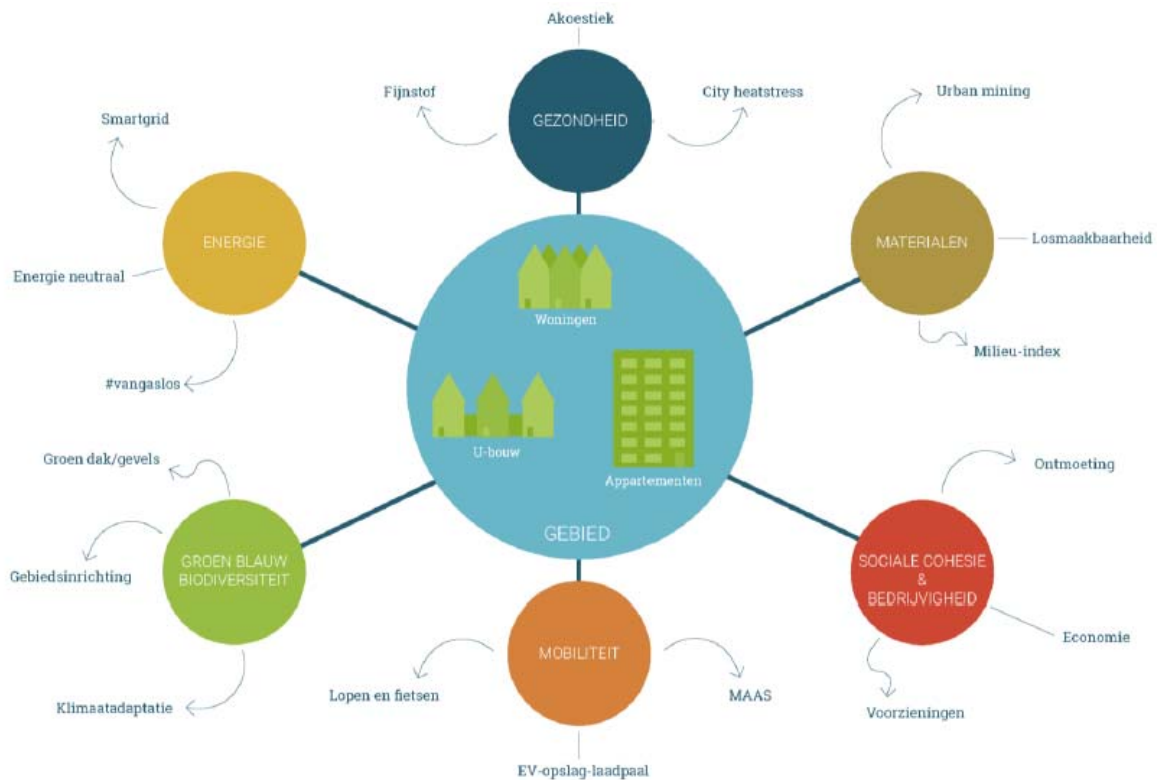 Akoestiek
Fijnstof
City heatstress
GEZONDHEID
Urban mining
Smartgrid
ENERGIE
MATERIALEN
Losmaakbaarheid
Energie neutraal
Milieu-index
#vangaslos
Woningen
U-bouw
Appartementen
GEBIED
Groen dak/gevels
Ontmoeting
GROEN BLAUW
BIODIVERSITEIT
Gebiedsinrichting
SOCIALE COHESIE
&
BEDRIJVIGHEID
Economie
MOBILITEIT
Lopen en fietsen
MAAS
Klimaatadaptatie
Voorzieningen
EV-opslag-laadpaal